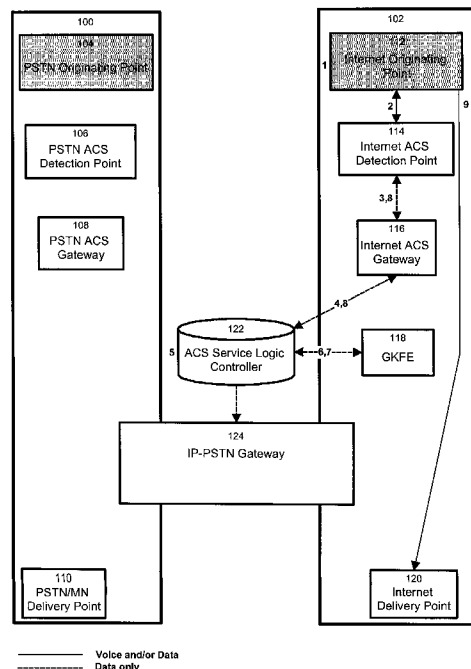 100
104
PSTN Originating Point
106
PSTN ACS
Detection Point
108
PSTN ACS
Gateway
110
PSTN/MN
Delivery Point
102
112
Internet Originating
Point
1
2
9
114
Internet ACS
Detection Point
3,8
116
Internet ACS
Gateway
4,8
122
ACS Service Logic
Controller
5
6,7
118
GKFE
124
IP-PSTN Gateway
120
Internet Delivery Point
Voice and/or Data
Data only